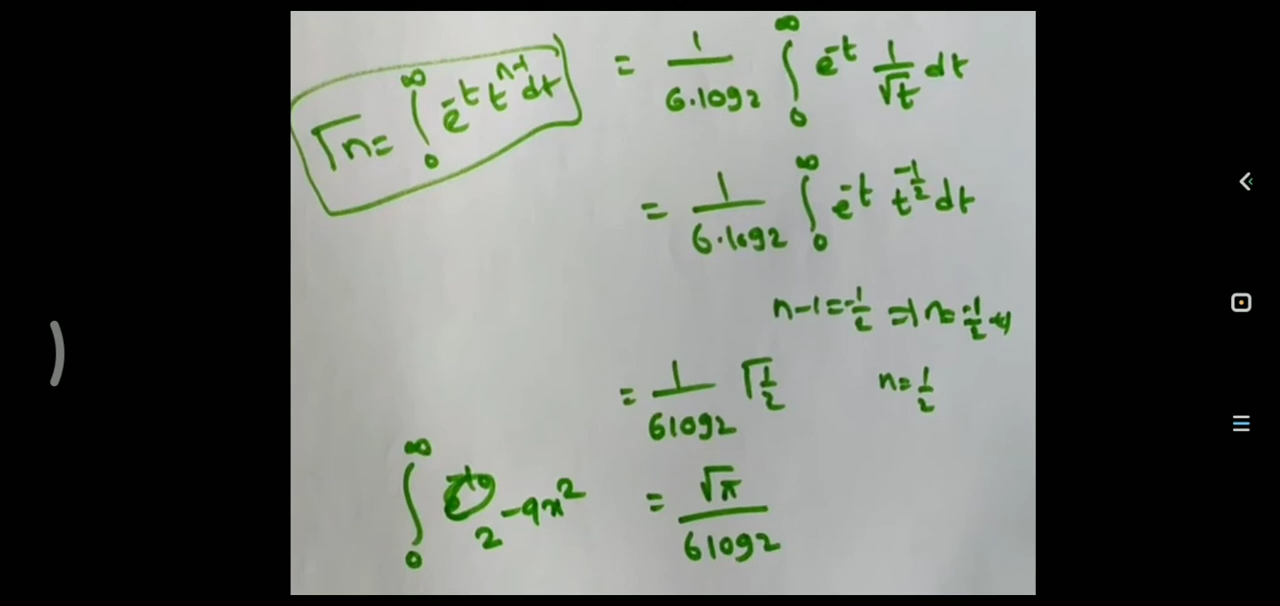 Γn = ∫₀^∞ e^-t t^n-1 dt
= 1/6.log2 ∫₀^∞ e^-t 1/√t dt
= 1/6.log2 ∫₀^∞ e^-t t^-1/2 dt
n-1 = -1/2 ⇒ n = -1/2+1
= 1/6log2 Γ1/2
n = 1/2
∫₀^∞ 2^-9x² = √π/6log2